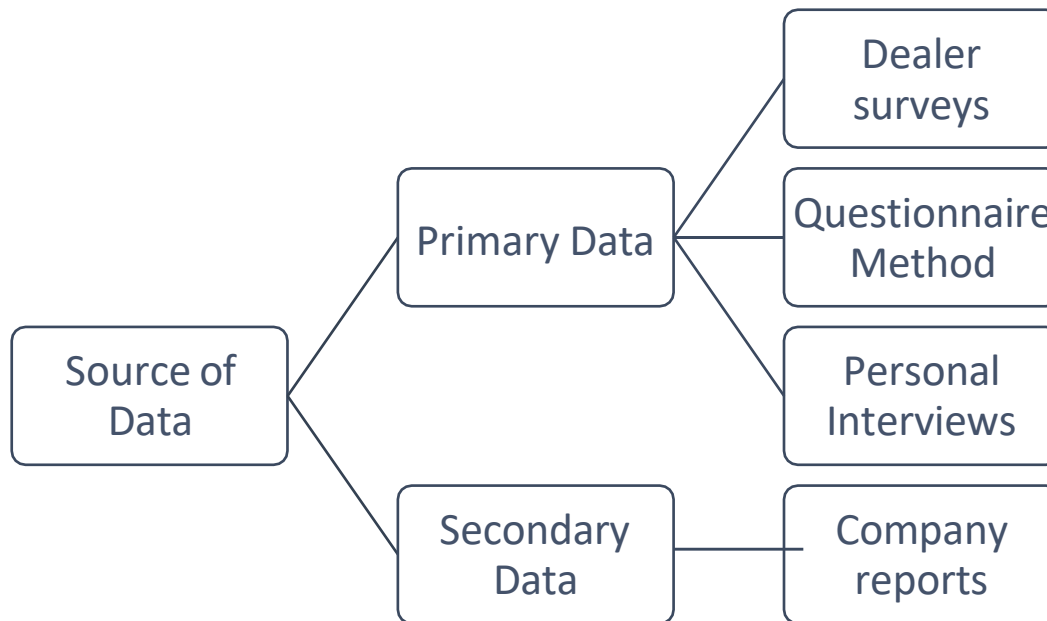 Dealer
surveys
Primary Data
Questionnaire
Method
Source of
Data
Personal
Interviews
Secondary
Data
Company
reports